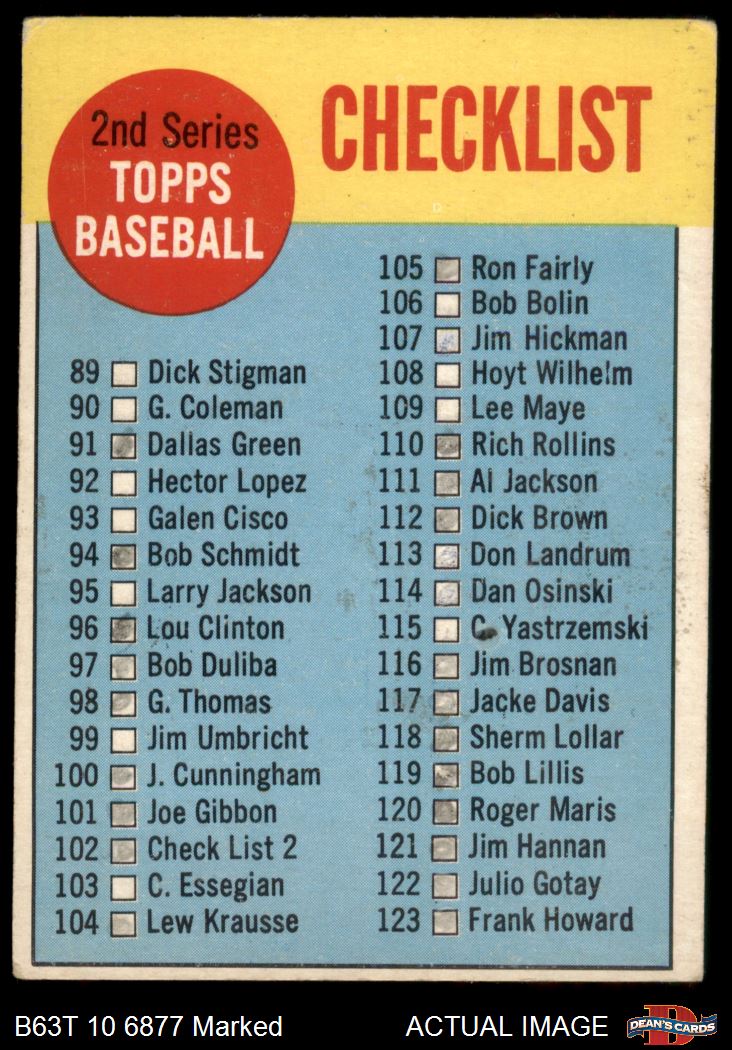 2nd Series
TOPPS
BASEBALL
CHECKLIST
89 Dick Stigman
90 G. Coleman
91 Dallas Green
92 Hector Lopez
93 Galen Cisco
94 Bob Schmidt
95 Larry Jackson
96 Lou Clinton
97 Bob Duliba
98 G. Thomas
99 Jim Umbricht
100 J. Cunningham
101 Joe Gibbon
102 Check List 2
103 C. Essegian
104 Lew Krausse
105 Ron Fairly
106 Bob Bolin
107 Jim Hickman
108 Hoyt Wilhelm
109 Lee Maye
110 Rich Rollins
111 Al Jackson
112 Dick Brown
113 Don Landrum
114 Dan Osinski
115 C. Yastrzemski
116 Jim Brosnan
117 Jacke Davis
118 Sherm Lollar
119 Bob Lillis
120 Roger Maris
121 Jim Hannan
122 Julio Gotay
123 Frank Howard
B63T 10 6877 Marked
ACTUAL IMAGE
DEAN'S CARDS